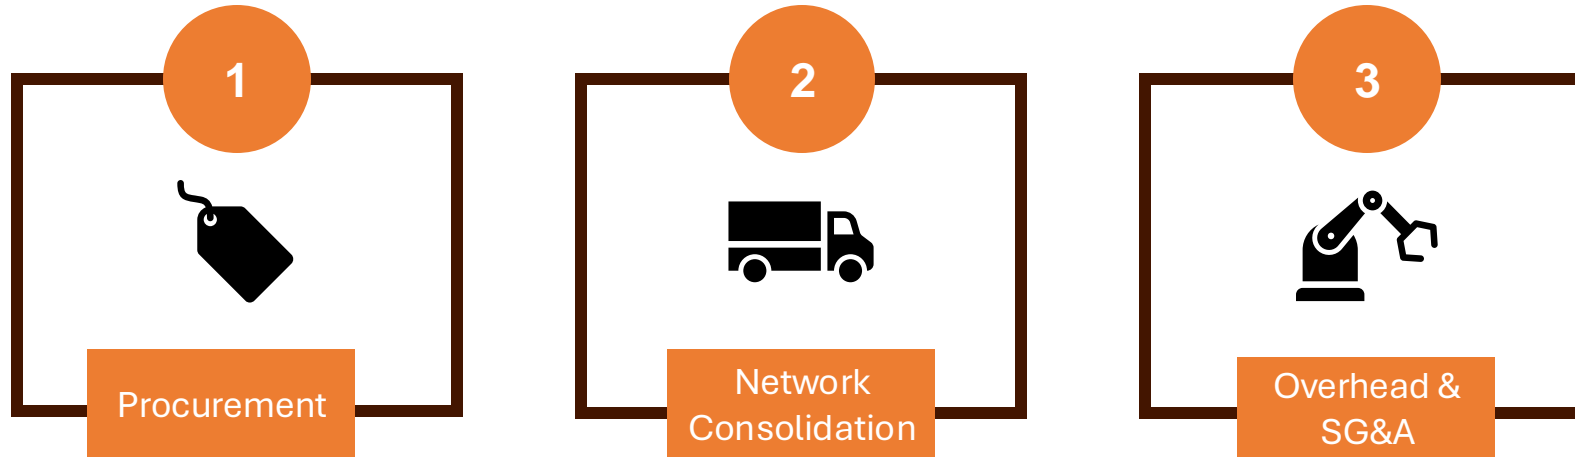 1
2
3
Procurement
Network
Consolidation
Overhead &
SG&A